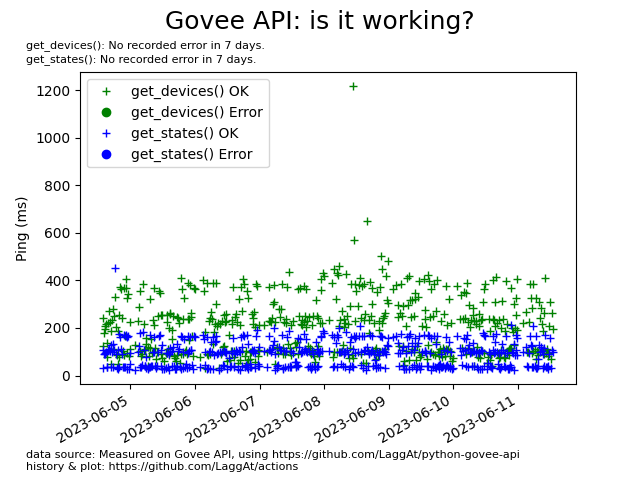 Govee API: is it working?
get_devices(): No recorded error in 7 days.
get_states(): No recorded error in 7 days.
get_devices() OK
get_devices() Error
get_states() OK
get_states() Error
Ping (ms)
1200
1000
800
600
400
200
0
2023-06-05
2023-06-06
2023-06-07
2023-06-08
2023-06-09
2023-06-10
2023-06-11
data source: Measured on Govee API, using https://github.com/LaggAt/python-govee-api
history & plot: https://github.com/LaggAt/actions